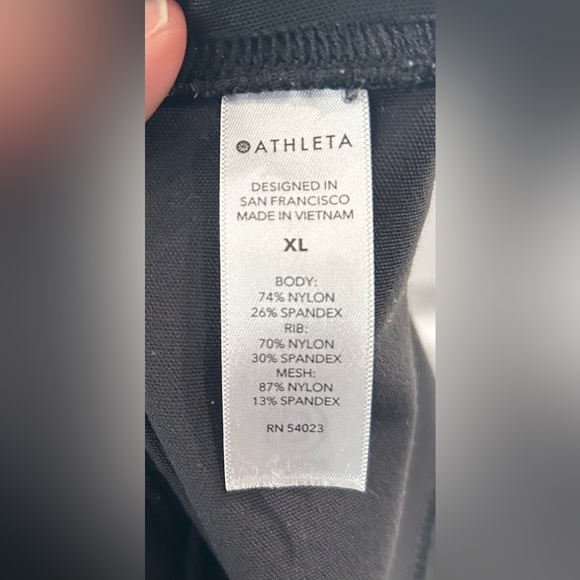 ATHLETA
DESIGNED IN
SAN FRANCISCO
MADE IN VIETNAM
XL
BODY:
74% NYLON
26% SPANDEX
RIB:
70% NYLON
30% SPANDEX
MESH:
87% NYLON
13% SPANDEX
RN 54023